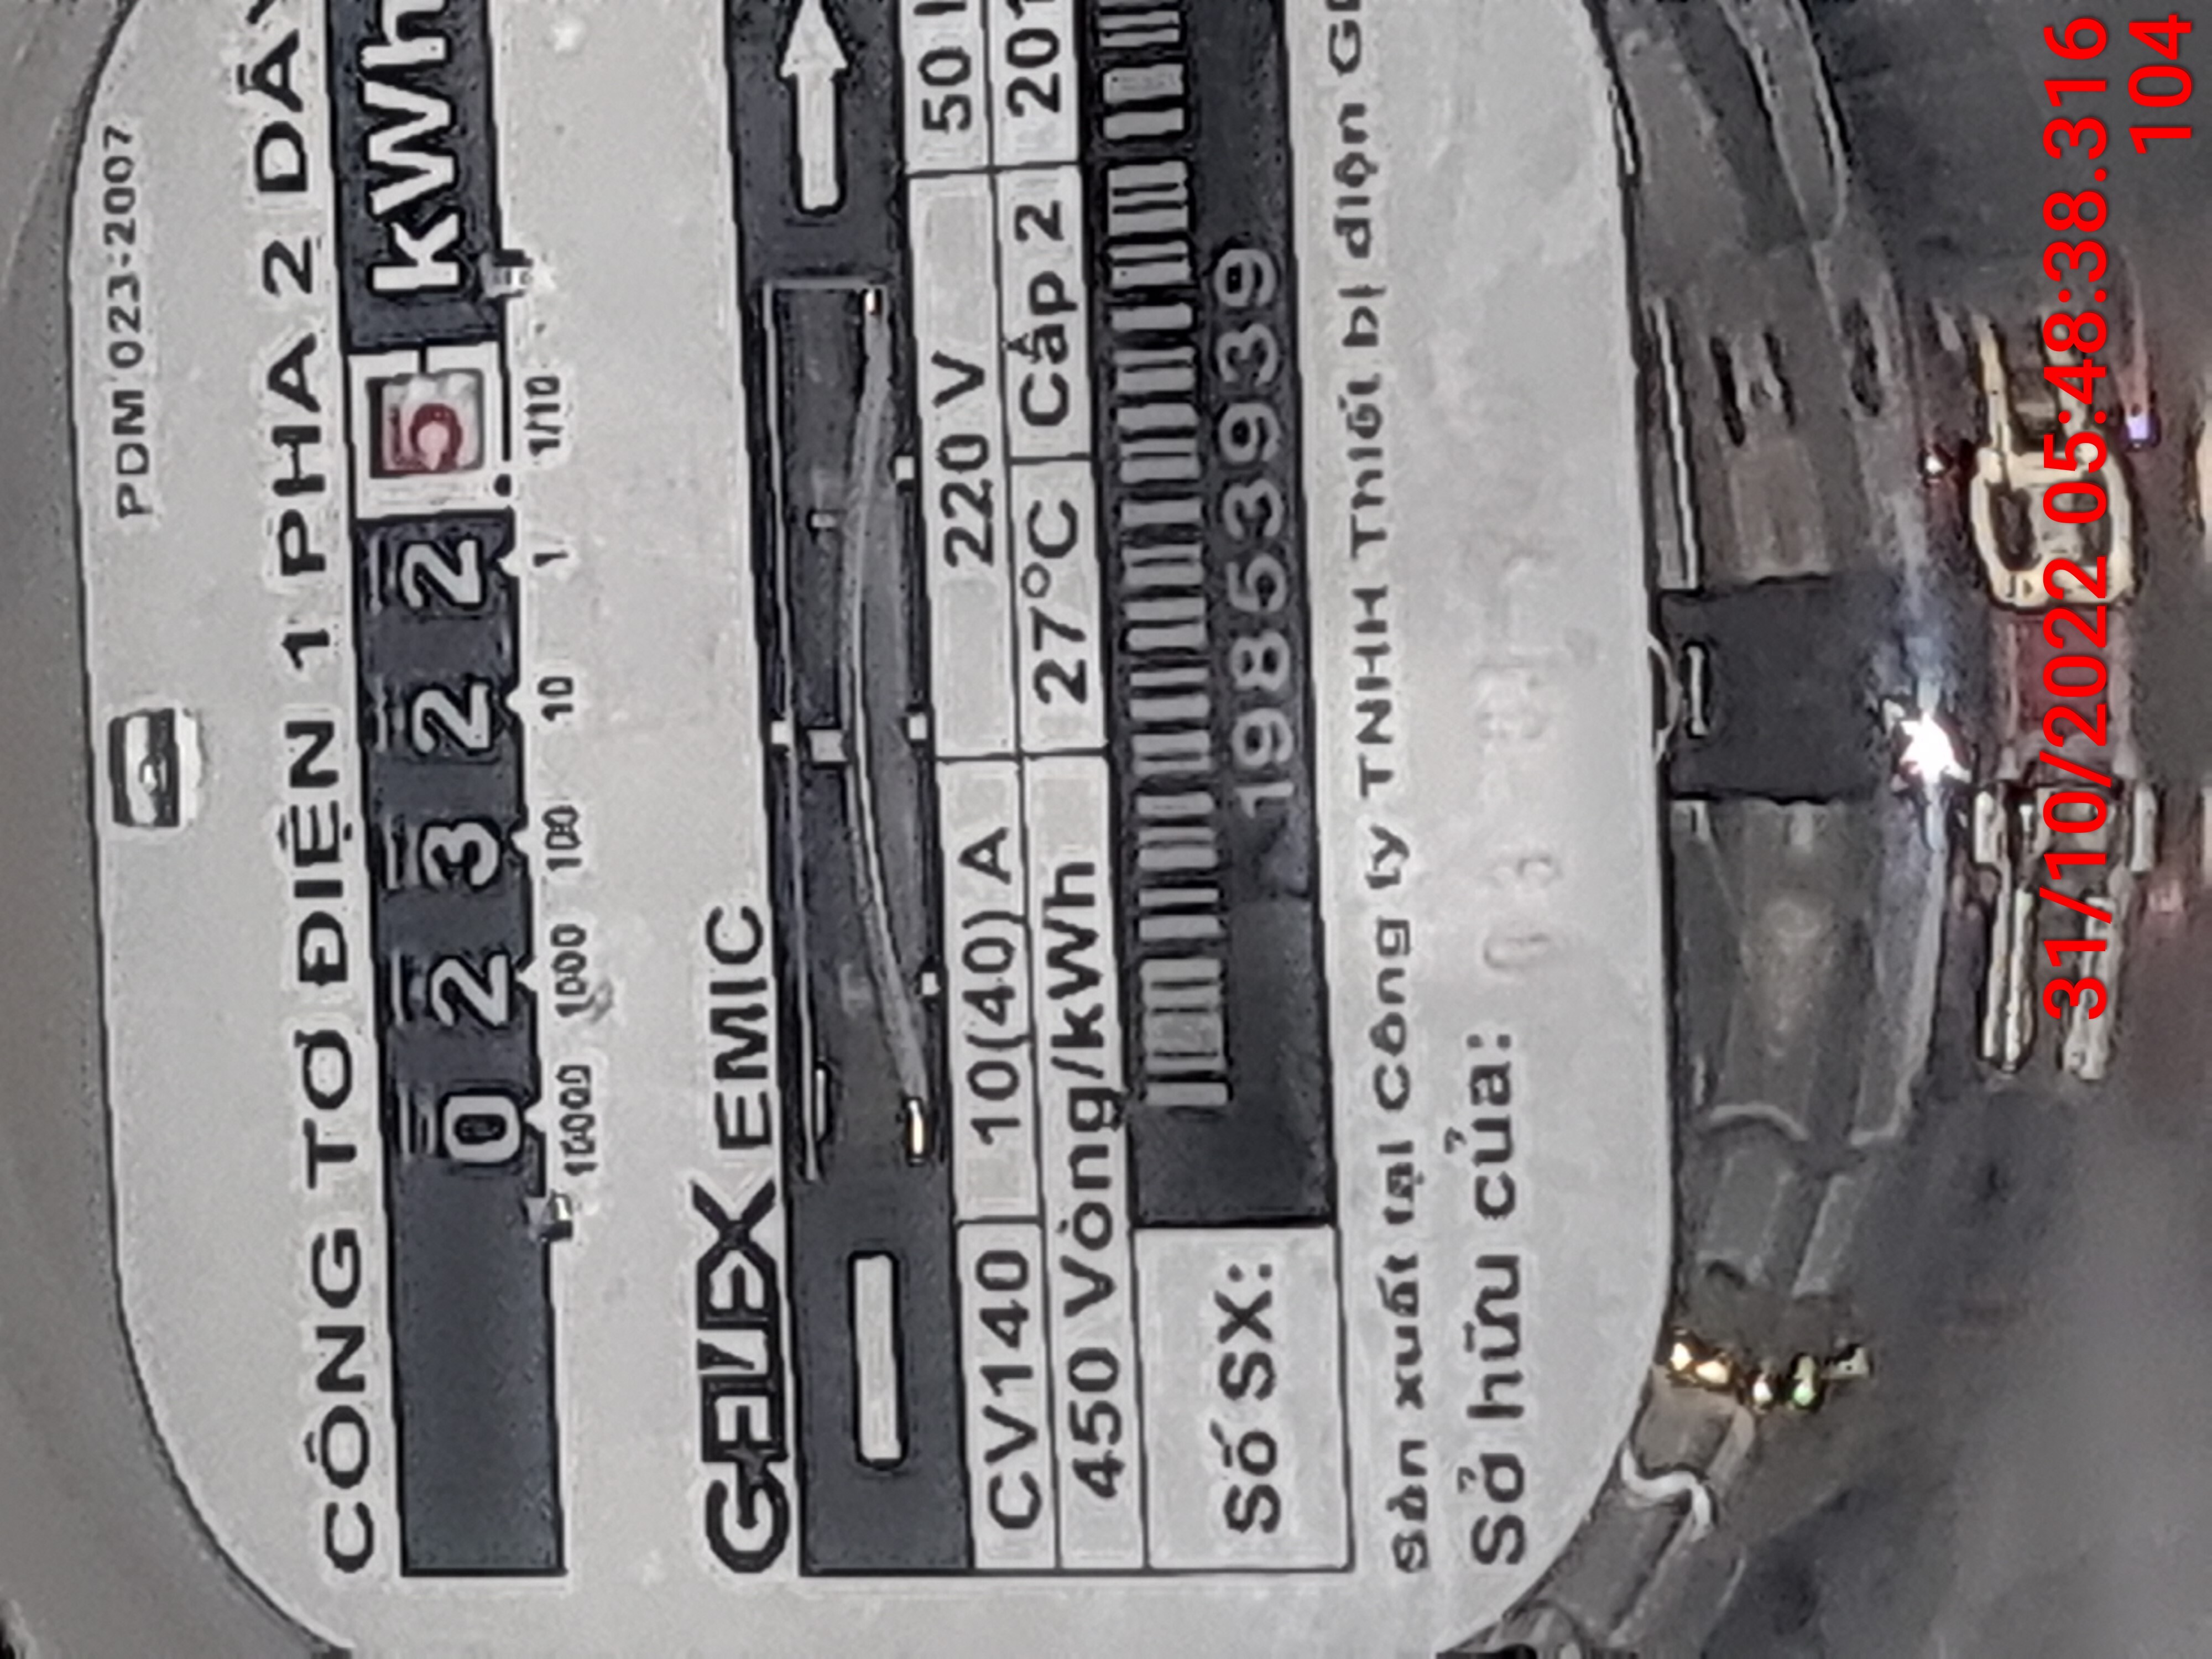 PDM 023-2007
CÔNG TƠ ĐIỆN 1 PHA 2 DÂY
0 2 3 2 2 5 kWh
10000 1000 100 10 1 1/10
GELEX EMIC
CV140 10(40) A 220 V 50
450 Vòng/kWh 27°C Cấp 2 201
Số SX: 19853939
Sản xuất tại Công ty TNHH Thiết bị điện
Sở hữu của:
31/10/2022 05:48:38.316
104